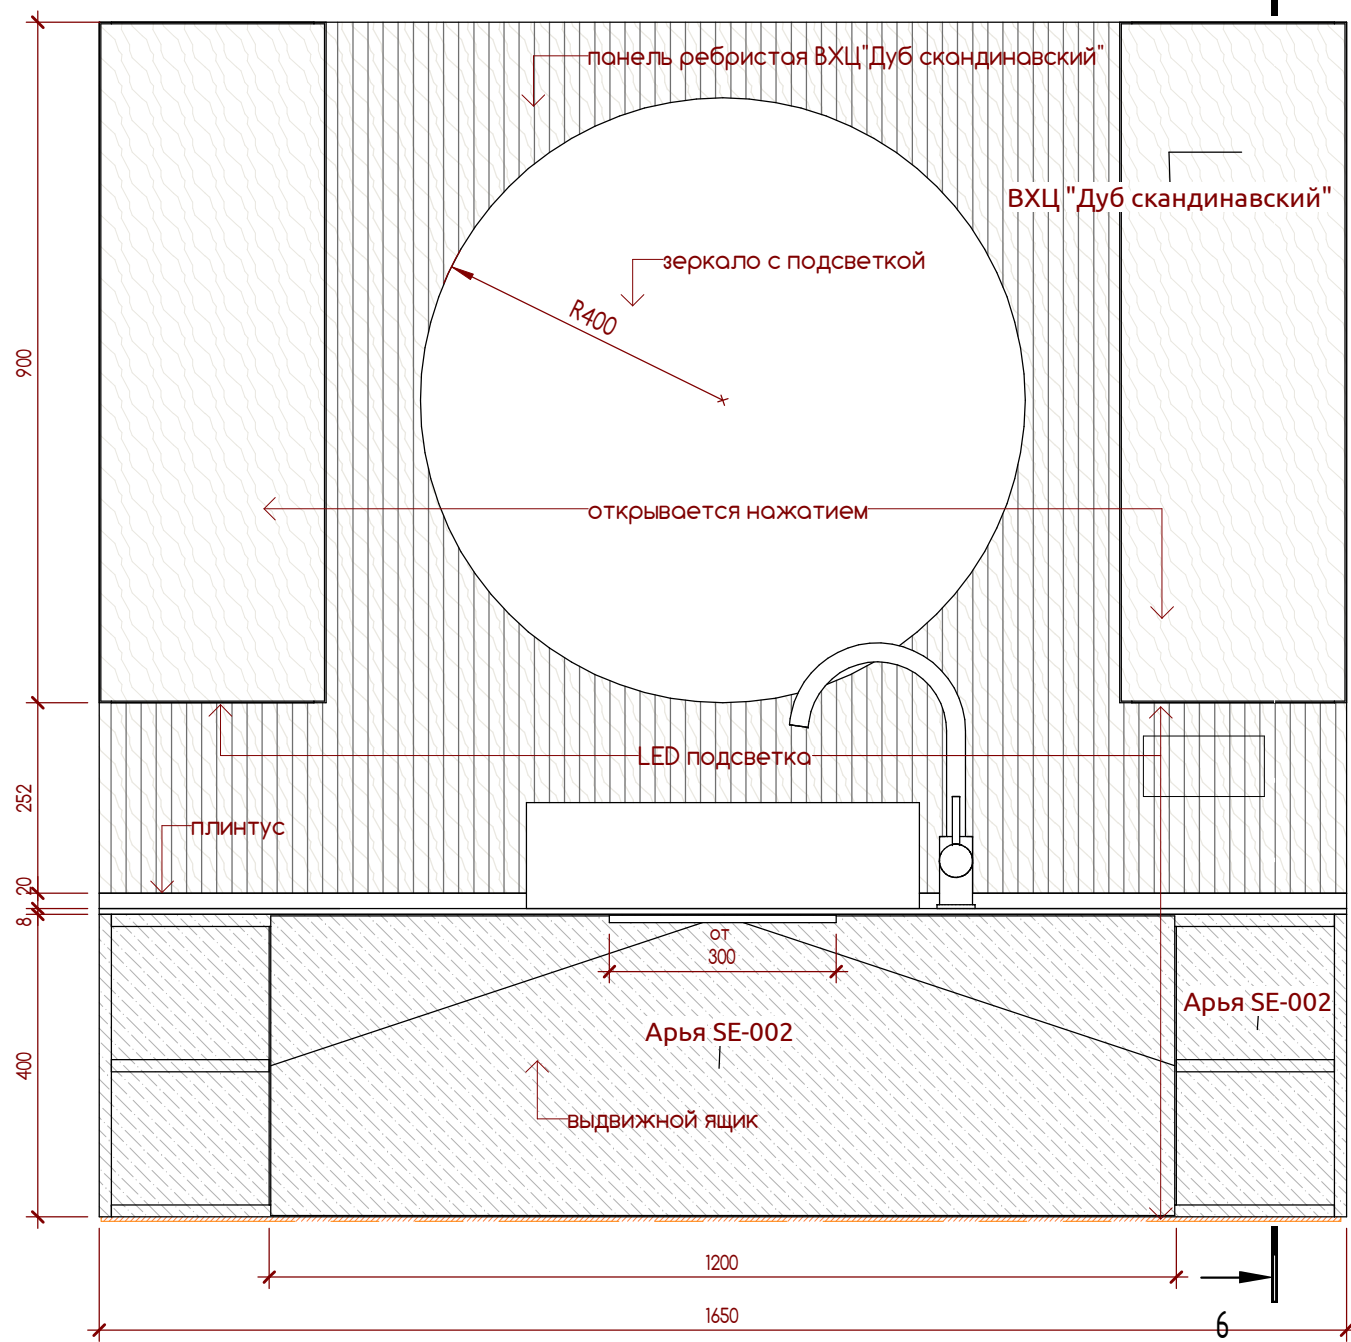 панель ребристая ВХЦ"Дуб скандинавский"
ВХЦ "Дуб скандинавский"
зеркало с подсветкой
R400
900
открывается нажатием
LED подсветка
252
плинтус
20
8
от
300
Арья SE-002
Арья SE-002
400
выдвижной ящик
1200
1650
6